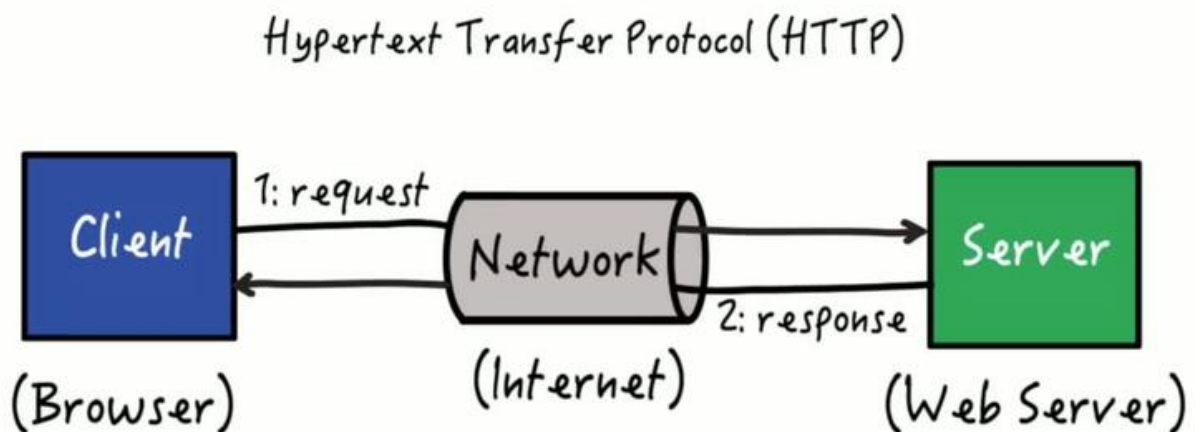 Hypertext Transfer Protocol (HTTP)
1: request
Client
Network
Server
2: response
(Browser)
(Internet)
(Web Server)